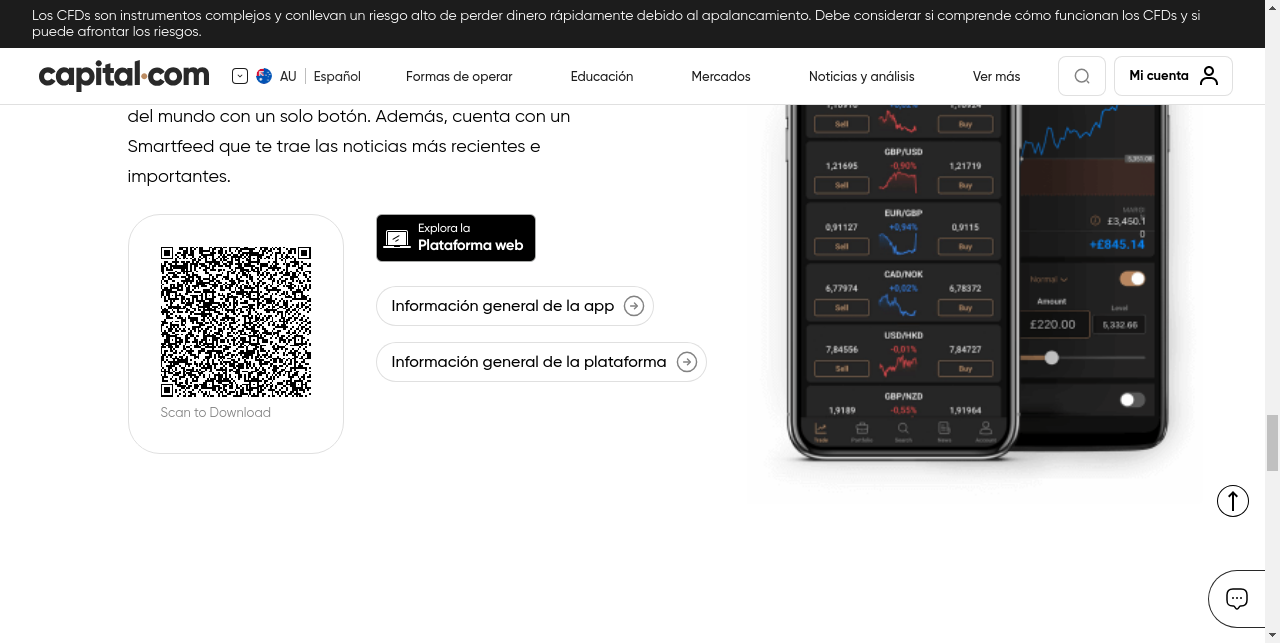 Los CFDs son instrumentos complejos y conllevan un riesgo alto de perder dinero rápidamente debido al apalancamiento. Debe considerar si comprende cómo funcionan los CFDs y si
puede afrontar los riesgos.
capital.com
AU
Español
Formas de operar
Educación
Mercados
Noticias y análisis
Ver más
Mi cuenta
del mundo con un solo botón. Además, cuenta con un
Smartfeed que te trae las noticias más recientes e
importantes.
Scan to Download
Explora la
Plataforma web
Información general de la app
Información general de la plataforma
Sell
Buy
GBP/USD
1,21695
-0,90%
1,21719
Sell
Buy
EUR/GBP
0,91127
+0,94%
0,9115
Sell
Buy
CAD/NOK
6,77974
+0,02%
6,78372
Sell
Buy
USD/HKD
7,84556
-0,01%
7,84727
Sell
Buy
GBP/NZD
1,9189
-0,55%
1,91964
Trade
Portfolio
Search
News
Account
£3,460.1
+£845.14
Normal
Amount
Level
£220.00
5,332.65